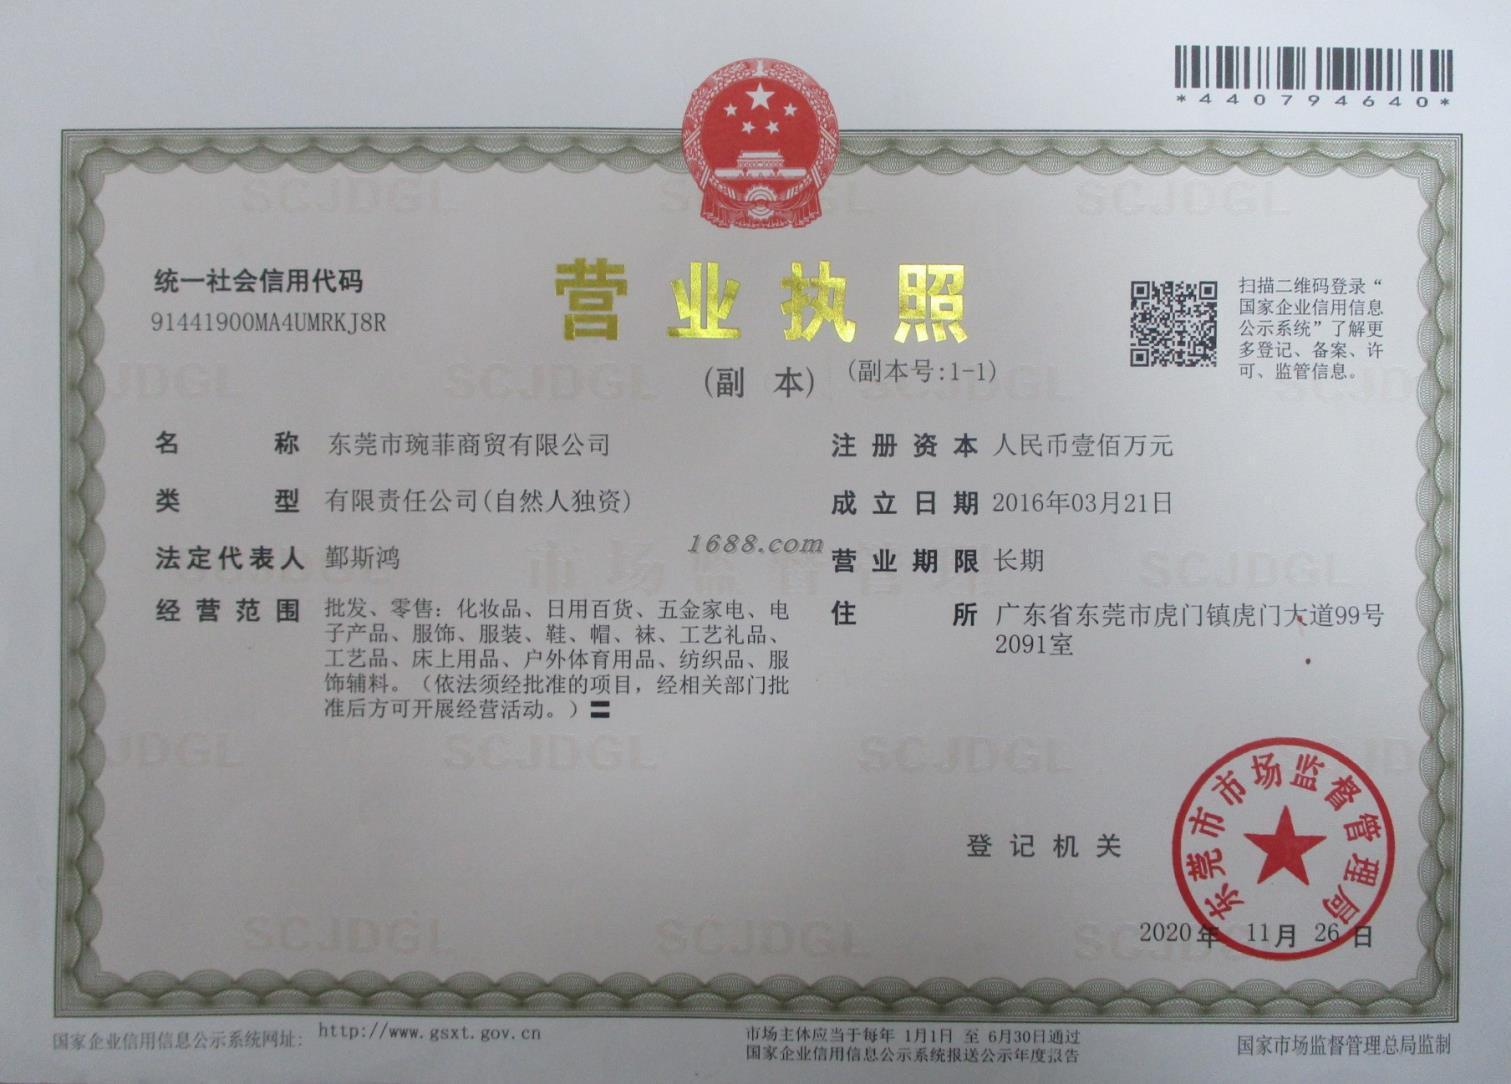 *440794640*
统一社会信用代码
91441900MA4UMRKJ8R
营业执照
(副 本) (副本号:1-1)
扫描二维码登录“
国家企业信用信息
公示系统”了解更
多登记、备案、许
可、监管信息。
名 称 东莞市琬菲商贸有限公司
类 型 有限责任公司(自然人独资)
法定代表人 鄞斯鸿
经营范围 批发、零售：化妆品、日用百货、五金家电、电
子产品、服饰、服装、鞋、帽、袜、工艺礼品、
工艺品、床上用品、户外体育用品、纺织品、服
饰辅料。（依法须经批准的项目，经相关部门批
准后方可开展经营活动。）〓
注册资本 人民币壹佰万元
成立日期 2016年03月21日
营业期限 长期
住 所 广东省东莞市虎门镇虎门大道99号
2091室
1688.com
市场监督管理
SCJDGL
登记机关
东莞市市场监督管理局
2020 年 11 月 26 日
国家企业信用信息公示系统网址: http://www.gsxt.gov.cn
市场主体应当于每年 1月1日 至 6月30日通过
国家企业信用信息公示系统报送公示年度报告
国家市场监督管理总局监制